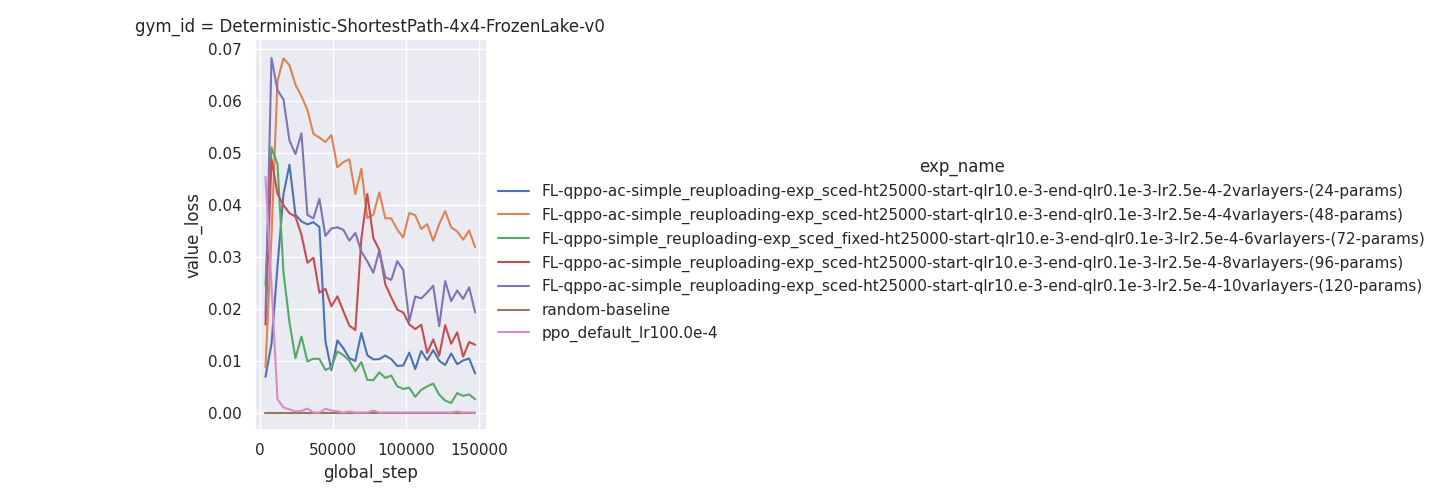 gym_id = Deterministic-ShortestPath-4x4-FrozenLake-v0
0.07
0.06
0.05
0.04
0.03
0.02
0.01
0.00
value_loss
0 50000 100000 150000
global_step
exp_name
FL-qppo-ac-simple_reuploading-exp_sced-ht25000-start-qlr10.e-3-end-qlr0.1e-3-lr2.5e-4-2varlayers-(24-params)
FL-qppo-ac-simple_reuploading-exp_sced-ht25000-start-qlr10.e-3-end-qlr0.1e-3-lr2.5e-4-4varlayers-(48-params)
FL-qppo-simple_reuploading-exp_sced_fixed-ht25000-start-qlr10.e-3-end-qlr0.1e-3-lr2.5e-4-6varlayers-(72-params)
FL-qppo-ac-simple_reuploading-exp_sced-ht25000-start-qlr10.e-3-end-qlr0.1e-3-lr2.5e-4-8varlayers-(96-params)
FL-qppo-ac-simple_reuploading-exp_sced-ht25000-start-qlr10.e-3-end-qlr0.1e-3-lr2.5e-4-10varlayers-(120-params)
random-baseline
ppo_default_lr100.0e-4